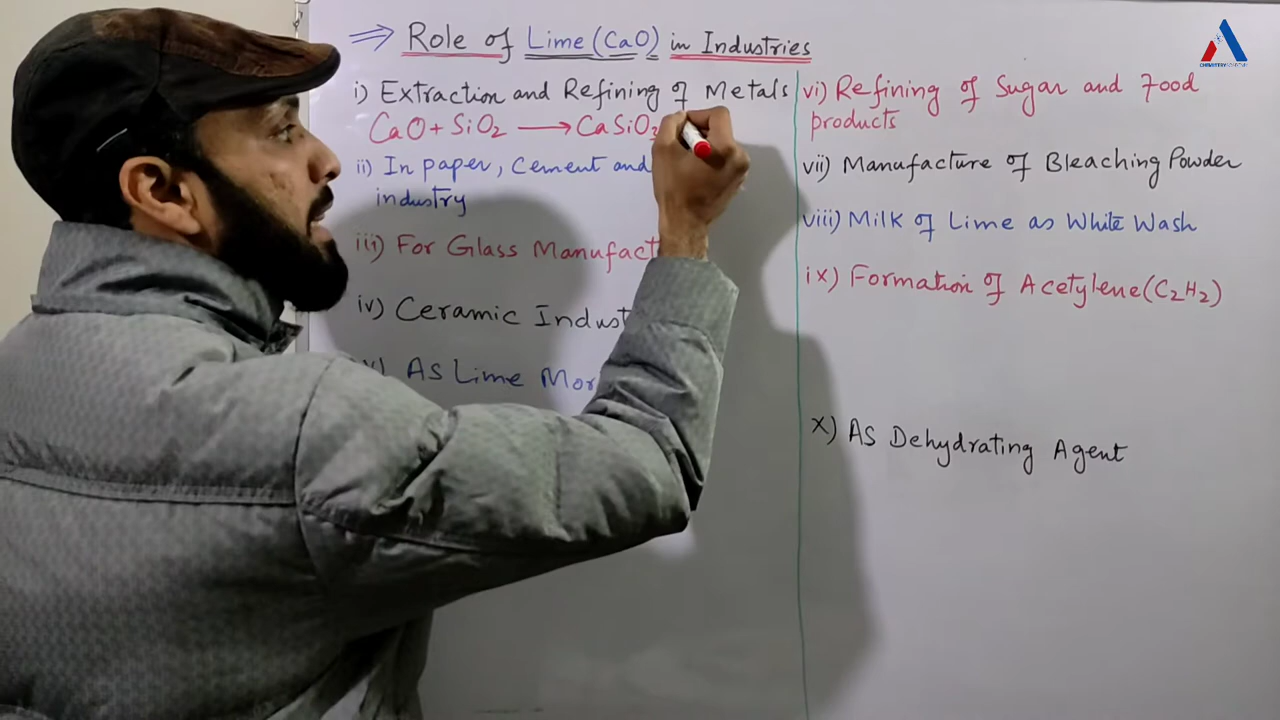 ⇒ Role of Lime (CaO) in Industries
i) Extraction and Refining of Metals
CaO + SiO₂ ⟶ CaSiO₃
ii) In paper, Cement and
industry
iii) For Glass Manufact
iv) Ceramic Indust
v) As Lime Mor
vi) Refining of Sugar and Food
products
vii) Manufacture of Bleaching Powder
viii) Milk of Lime as White Wash
ix) Formation of Acetylene (C₂H₂)
x) As Dehydrating Agent